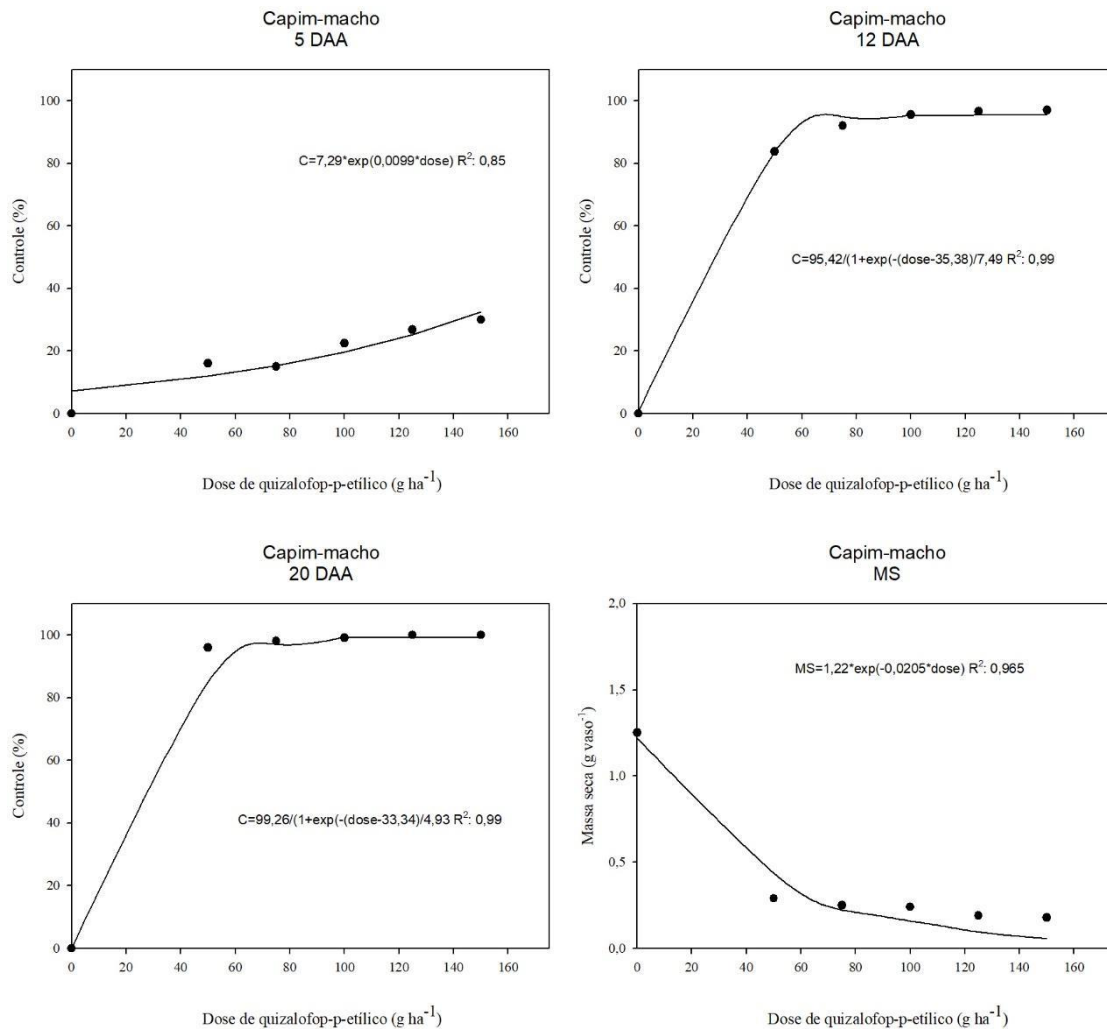 Capim-macho
5 DAA
Controle (%)
100
80
60
40
20
0
C=7,29*exp(0,0099*dose) R²: 0,85
0 20 40 60 80 100 120 140 160
Dose de quizalofop-p-etílico (g ha⁻¹)
Capim-macho
12 DAA
Controle (%)
100
80
60
40
20
0
C=95,42/(1+exp(-(dose-35,38)/7,49 R²: 0,99
0 20 40 60 80 100 120 140 160
Dose de quizalofop-p-etílico (g ha⁻¹)
Capim-macho
20 DAA
Controle (%)
100
80
60
40
20
0
C=99,26/(1+exp(-(dose-33,34)/4,93 R²: 0,99
0 20 40 60 80 100 120 140 160
Dose de quizalofop-p-etílico (g ha⁻¹)
Capim-macho
MS
Massa seca (g vaso⁻¹)
2,0
1,5
1,0
0,5
0,0
MS=1,22*exp(-0,0205*dose) R²: 0,965
0 20 40 60 80 100 120 140 160
Dose de quizalofop-p-etílico (g ha⁻¹)